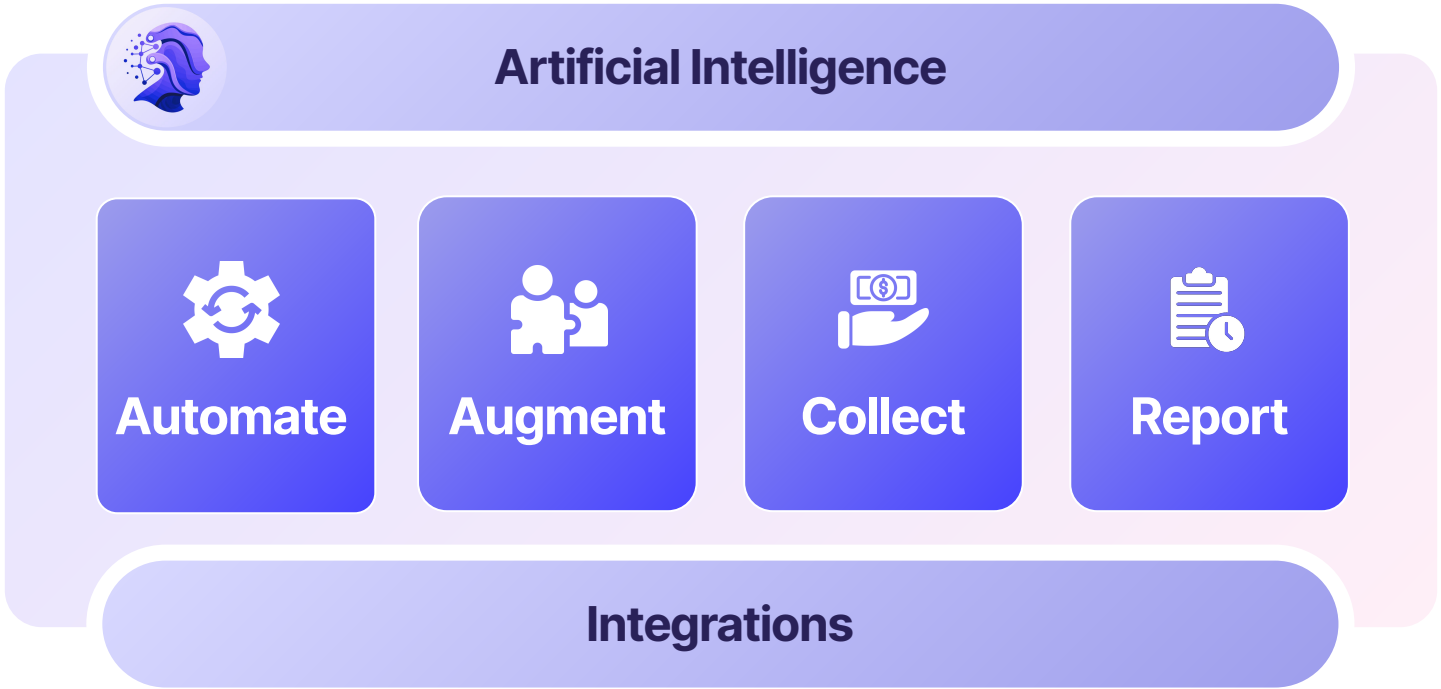 Artificial Intelligence
Automate
Augment
Collect
Report
Integrations